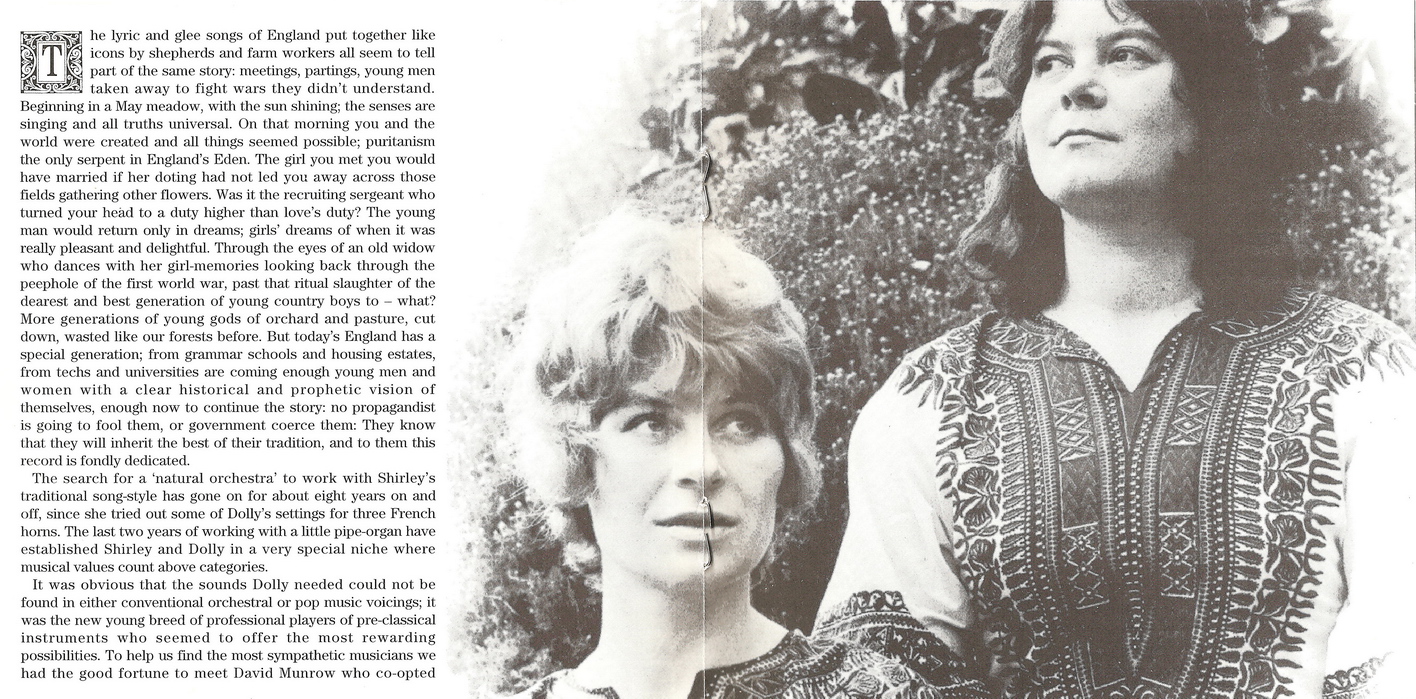 The lyric and glee songs of England put together like
icons by shepherds and farm workers all seem to tell
part of the same story: meetings, partings, young men
taken away to fight wars they didn't understand.
Beginning in a May meadow, with the sun shining; the senses are
singing and all truths universal. On that morning you and the
world were created and all things seemed possible; puritanism
the only serpent in England's Eden. The girl you met you would
have married if her doting had not led you away across those
fields gathering other flowers. Was it the recruiting sergeant who
turned your head to a duty higher than love's duty? The young
man would return only in dreams; girls' dreams of when it was
really pleasant and delightful. Through the eyes of an old widow
who dances with her girl-memories looking back through the
peephole of the first world war, past that ritual slaughter of the
dearest and best generation of young country boys to – what?
More generations of young gods of orchard and pasture, cut
down, wasted like our forests before. But today's England has a
special generation; from grammar schools and housing estates,
from techs and universities are coming enough young men and
women with a clear historical and prophetic vision of
themselves, enough now to continue the story: no propagandist
is going to fool them, or government coerce them: They know
that they will inherit the best of their tradition, and to them this
record is fondly dedicated.
The search for a 'natural orchestra' to work with Shirley's
traditional song-style has gone on for about eight years on and
off, since she tried out some of Dolly's settings for three French
horns. The last two years of working with a little pipe-organ have
established Shirley and Dolly in a very special niche where
musical values count above categories.
It was obvious that the sounds Dolly needed could not be
found in either conventional orchestral or pop music voicings; it
was the new young breed of professional players of pre-classical
instruments who seemed to offer the most rewarding
possibilities. To help us find the most sympathetic musicians we
had the good fortune to meet David Munrow who co-opted